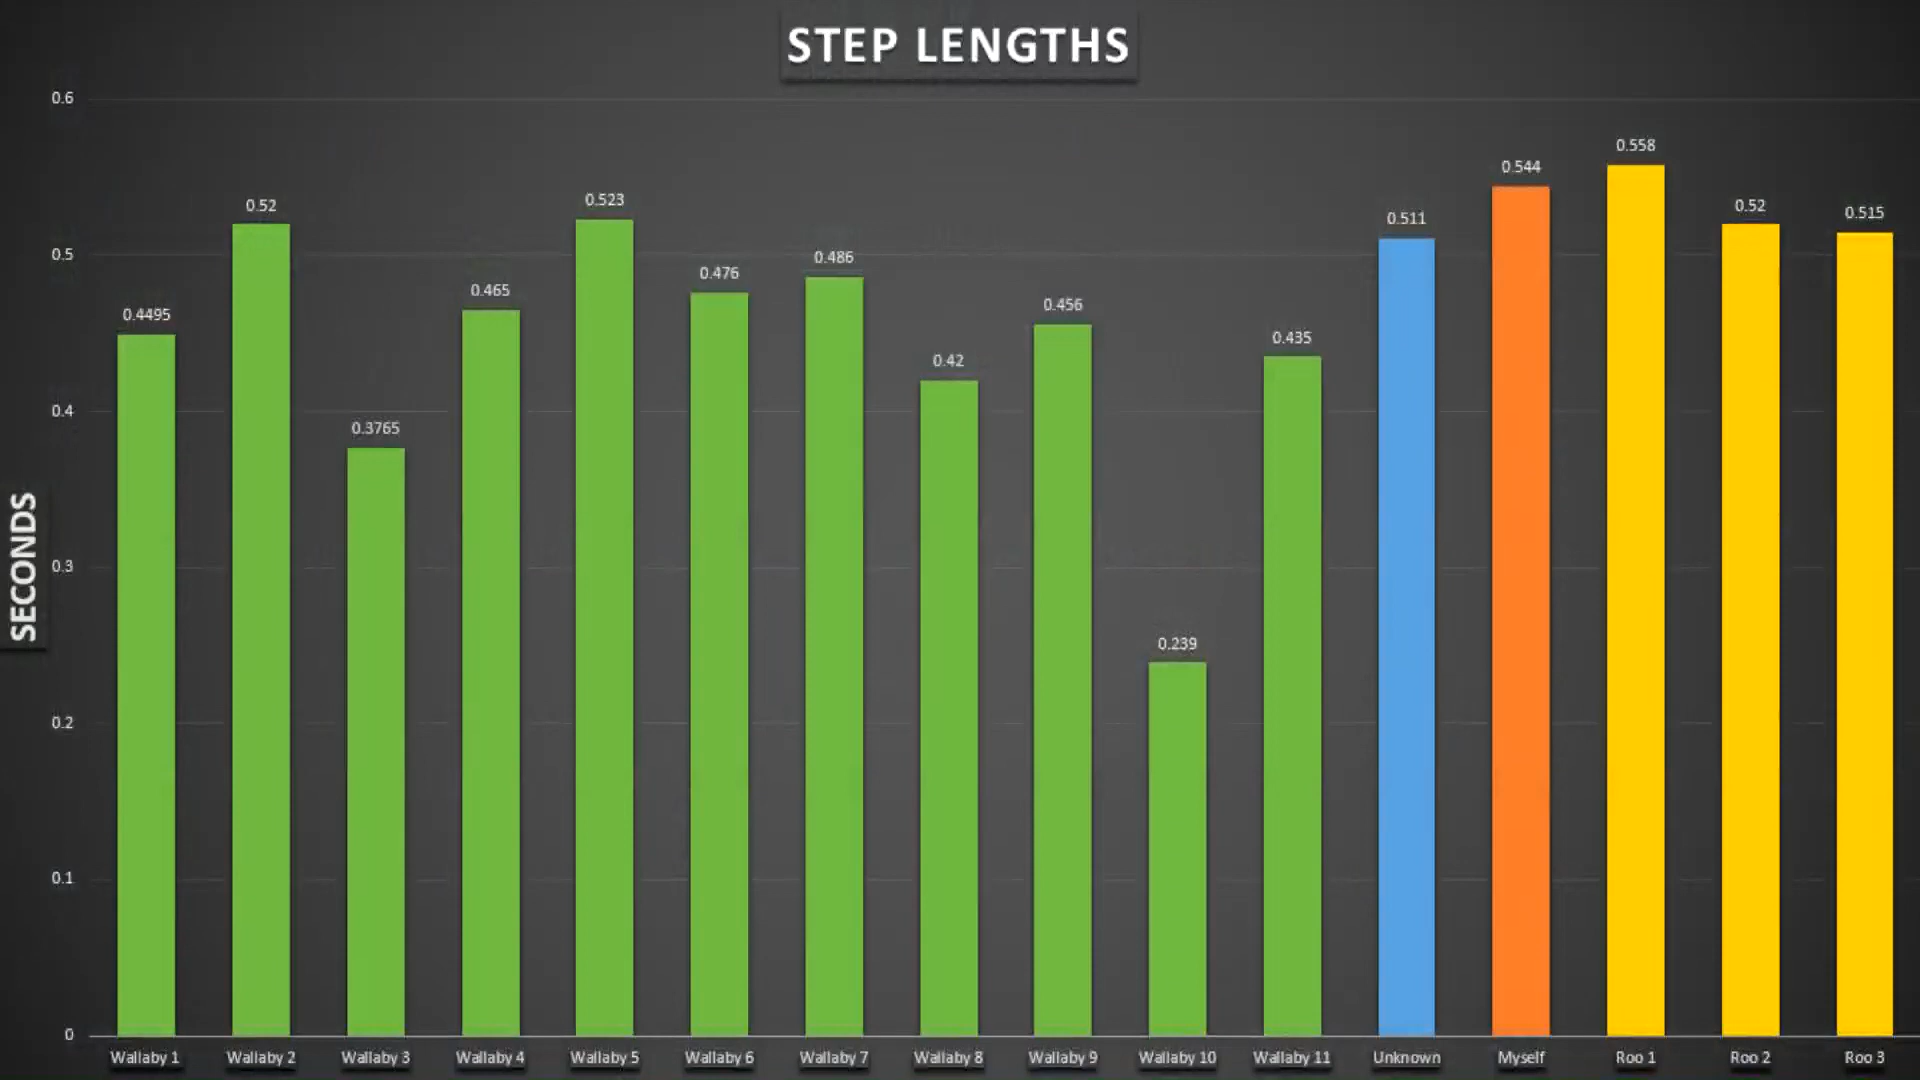 STEP LENGTHS
SECONDS
0.6
0.5
0.4
0.3
0.2
0.1
0
0.4495
0.52
0.3765
0.465
0.523
0.476
0.486
0.42
0.456
0.239
0.435
0.511
0.544
0.558
0.52
0.515
Wallaby 1
Wallaby 2
Wallaby 3
Wallaby 4
Wallaby 5
Wallaby 6
Wallaby 7
Wallaby 8
Wallaby 9
Wallaby 10
Wallaby 11
Unknown
Myself
Roo 1
Roo 2
Roo 3